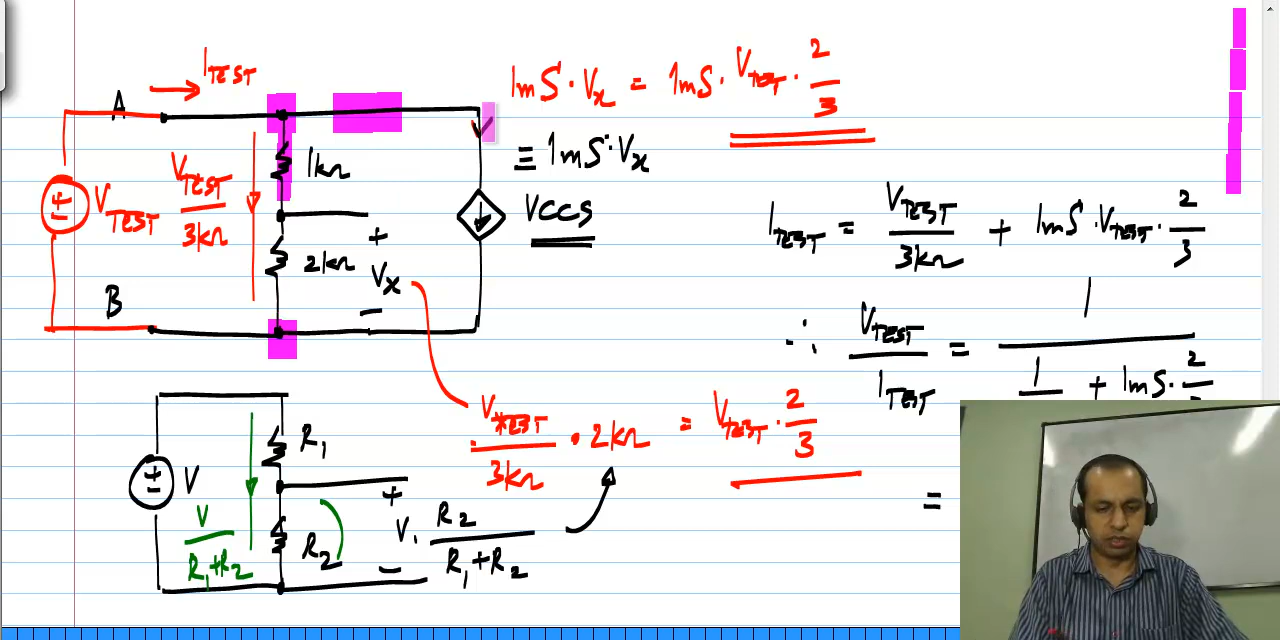 I_TEST
A
1mS · Vx = 1mS · V_TEST · 2/3
≡ 1mS · Vx
VCCS
1kΩ
V_TEST
V_TEST/3kΩ
2kΩ
+
Vx
−
B
I_TEST = V_TEST/3kΩ + 1mS · V_TEST · 2/3
∴ V_TEST/I_TEST = 1/(1/ + 1mS · 2/
V_TEST/3kΩ · 2kΩ = V_TEST · 2/3
=
R1
V
+
V · R2/(R1+R2)
−
R2
V/(R1+R2)